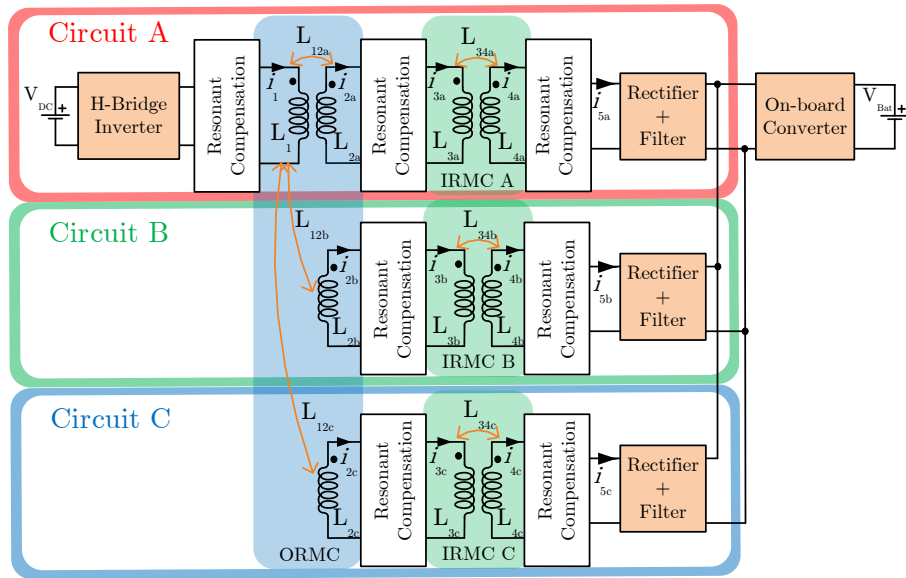 Circuit A
L 12a
L 34a
V DC
H-Bridge
Inverter
Resonant
Compensation
i 1
i 2a
L 1
L 2a
Resonant
Compensation
i 3a
i 4a
L 3a
L 4a
IRMC A
Resonant
Compensation
i 5a
Rectifier
+
Filter
On-board
Converter
V Bat
+
+
Circuit B
L 12b
L 34b
i 2b
L 2b
Resonant
Compensation
i 3b
i 4b
L 3b
L 4b
IRMC B
Resonant
Compensation
i 5b
Rectifier
+
Filter
Circuit C
L 12c
L 34c
i 2c
L 2c
ORMC
Resonant
Compensation
i 3c
i 4c
L 3c
L 4c
IRMC C
Resonant
Compensation
i 5c
Rectifier
+
Filter